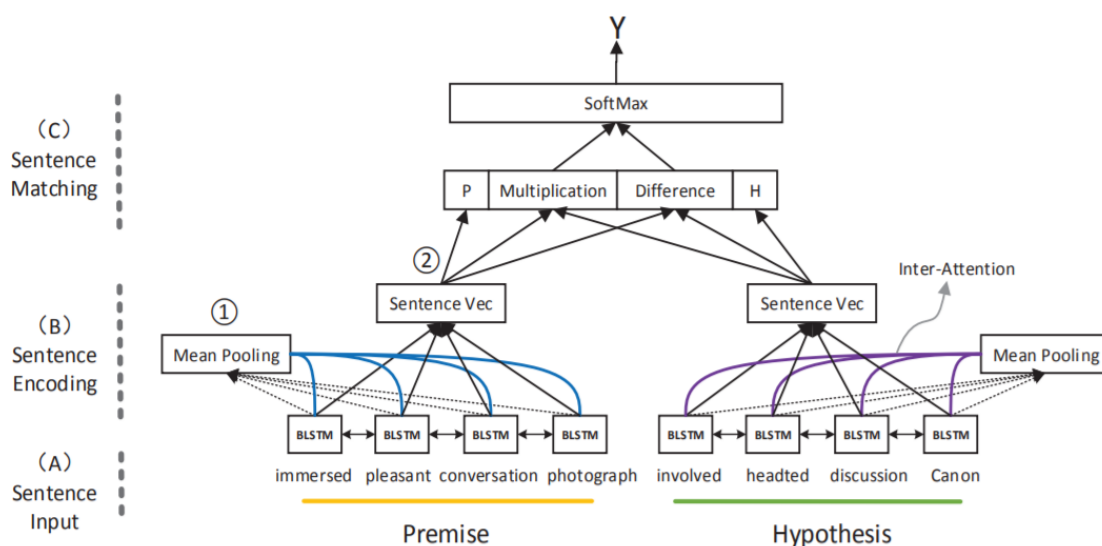 Y
SoftMax
(C)
Sentence
Matching
P Multiplication Difference H
②
Inter-Attention
Sentence Vec Sentence Vec
①
(B)
Sentence
Encoding
Mean Pooling Mean Pooling
BLSTM BLSTM BLSTM BLSTM BLSTM BLSTM BLSTM BLSTM
(A)
Sentence
Input
immersed pleasant conversation photograph involved headted discussion Canon
Premise Hypothesis